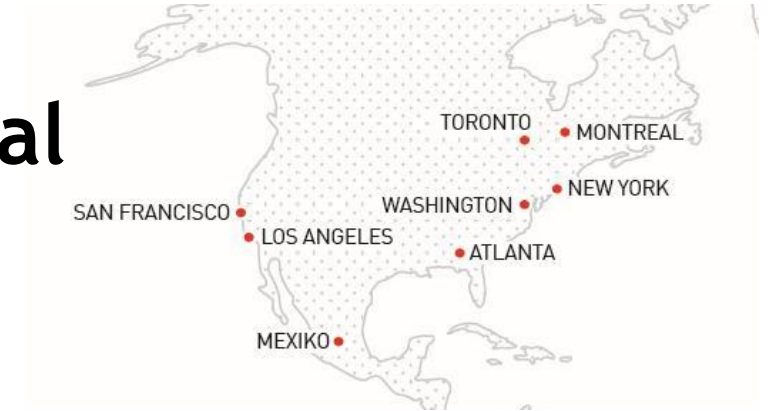 al
TORONTO
MONTREAL
NEW YORK
WASHINGTON
SAN FRANCISCO
LOS ANGELES
ATLANTA
MEXIKO